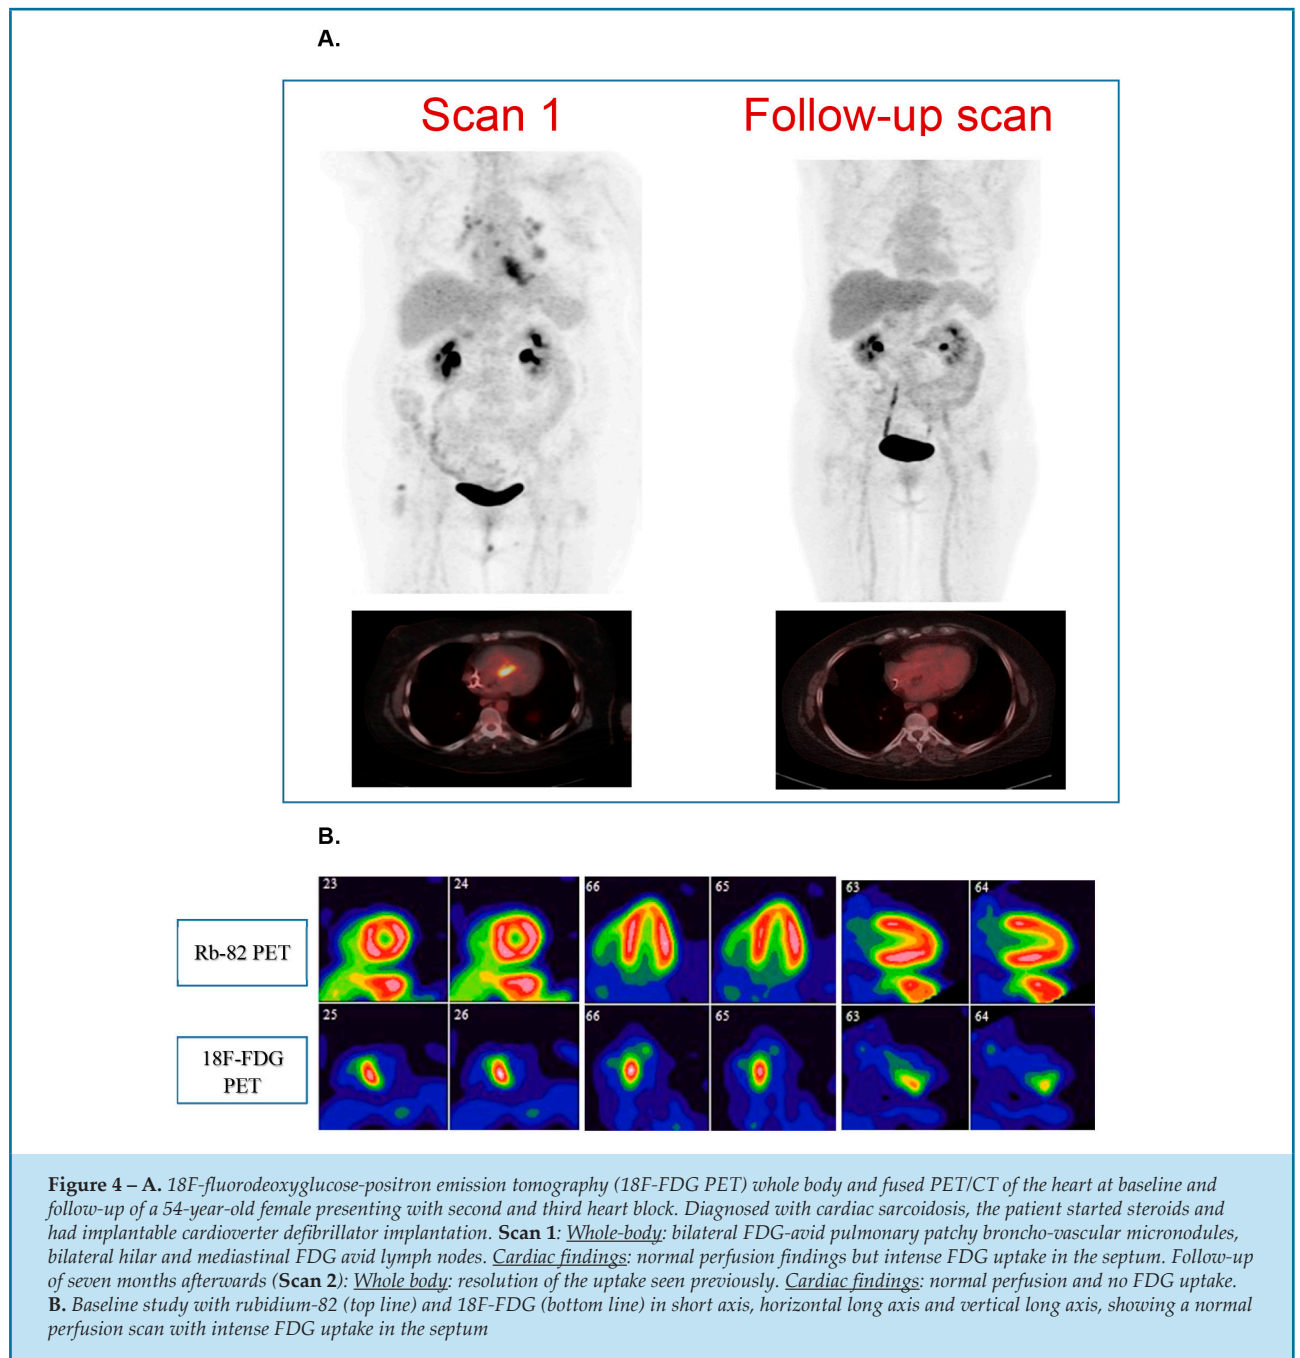 A.
Scan 1 Follow-up scan
B.
23 24 66 65 63 64
Rb-82 PET
25 26 66 65 63 64
18F-FDG
PET
Figure 4 – A. 18F-fluorodeoxyglucose-positron emission tomography (18F-FDG PET) whole body and fused PET/CT of the heart at baseline and
follow-up of a 54-year-old female presenting with second and third heart block. Diagnosed with cardiac sarcoidosis, the patient started steroids and
had implantable cardioverter defibrillator implantation. Scan 1: Whole-body: bilateral FDG-avid pulmonary patchy broncho-vascular micronodules,
bilateral hilar and mediastinal FDG avid lymph nodes. Cardiac findings: normal perfusion findings but intense FDG uptake in the septum. Follow-up
of seven months afterwards (Scan 2): Whole body: resolution of the uptake seen previously. Cardiac findings: normal perfusion and no FDG uptake.
B. Baseline study with rubidium-82 (top line) and 18F-FDG (bottom line) in short axis, horizontal long axis and vertical long axis, showing a normal
perfusion scan with intense FDG uptake in the septum